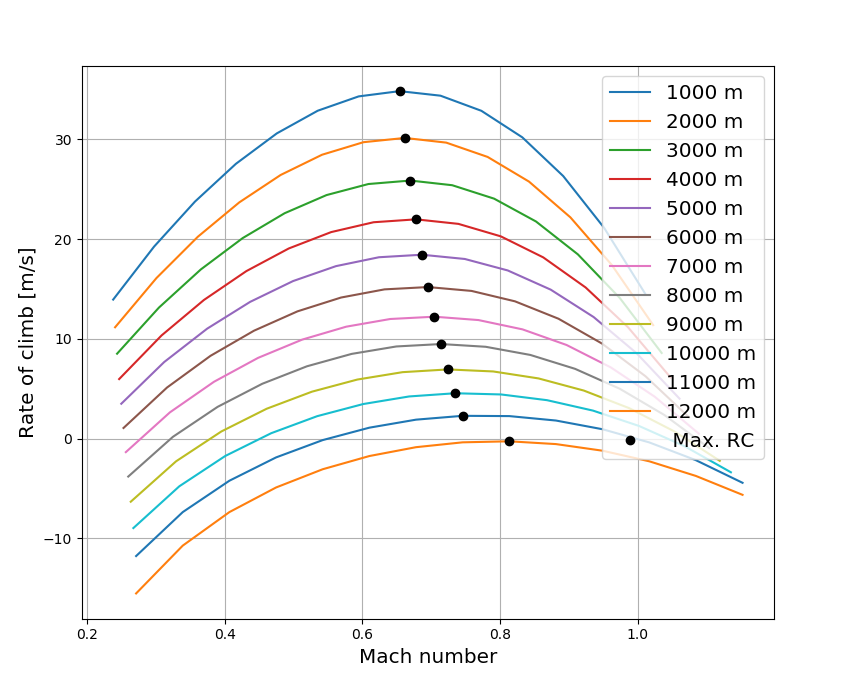 30
20
10
0
−10
0.2
0.4
0.6
0.8
1.0
Rate of climb [m/s]
Mach number
1000 m
2000 m
3000 m
4000 m
5000 m
6000 m
7000 m
8000 m
9000 m
10000 m
11000 m
12000 m
Max. RC